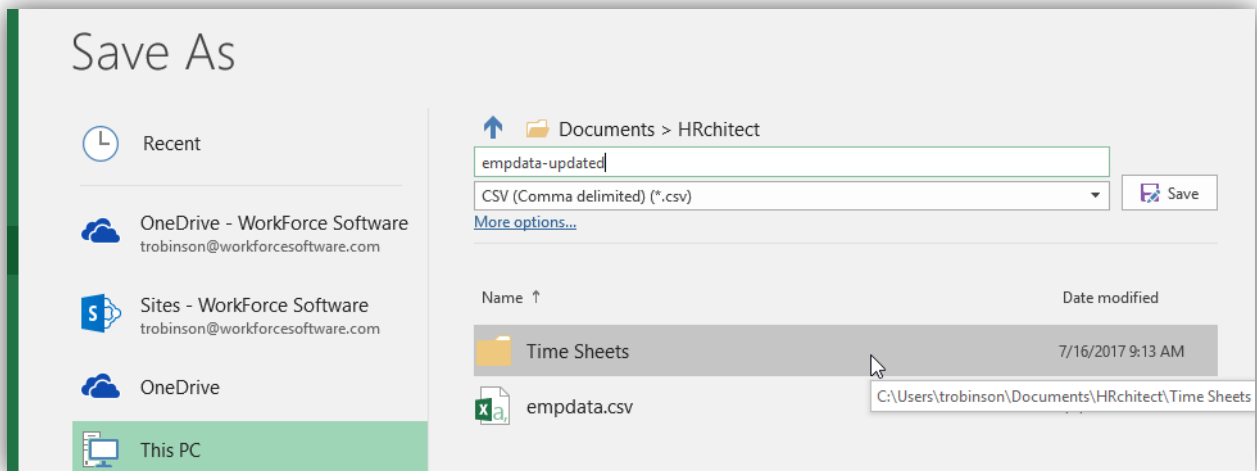 Save As
Recent
OneDrive - WorkForce Software
trobinson@workforcesoftware.com
Sites - WorkForce Software
trobinson@workforcesoftware.com
OneDrive
This PC
Documents > HRchitect
empdata-updated
CSV (Comma delimited) (*.csv)
Save
More options...
Name ↑ Date modified
Time Sheets 7/16/2017 9:13 AM
empdata.csv
C:\Users\trobinson\Documents\HRchitect\Time Sheets